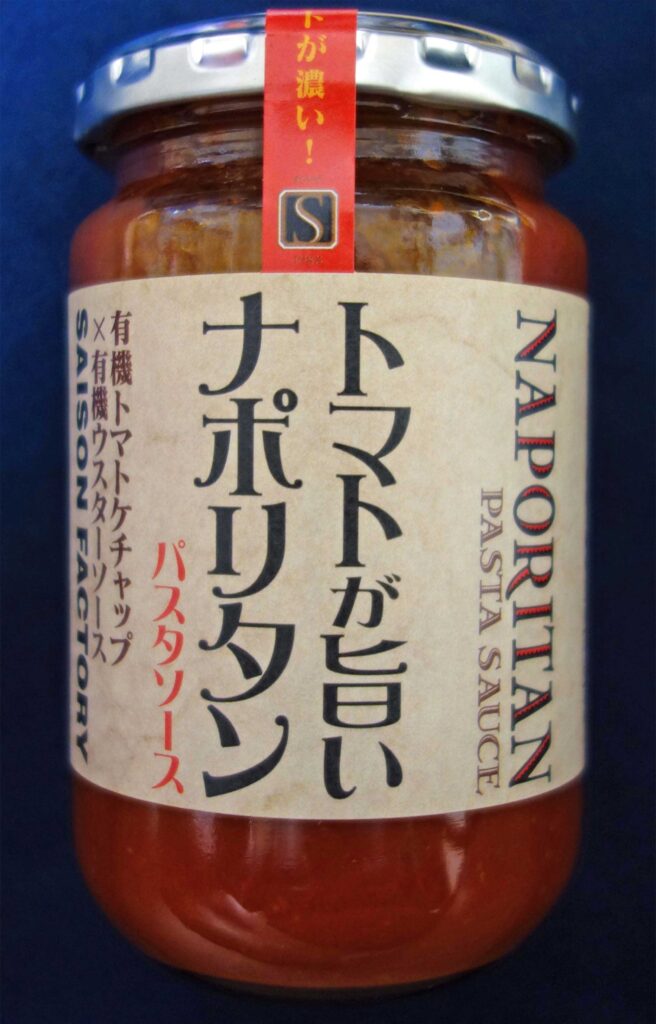 トが濃い！
S
NAPORITAN
PASTA SAUCE
トマトが旨い
ナポリタン
パスタソース
有機トマトケチャップ
×有機ウスターソース
SAISON FACTORY